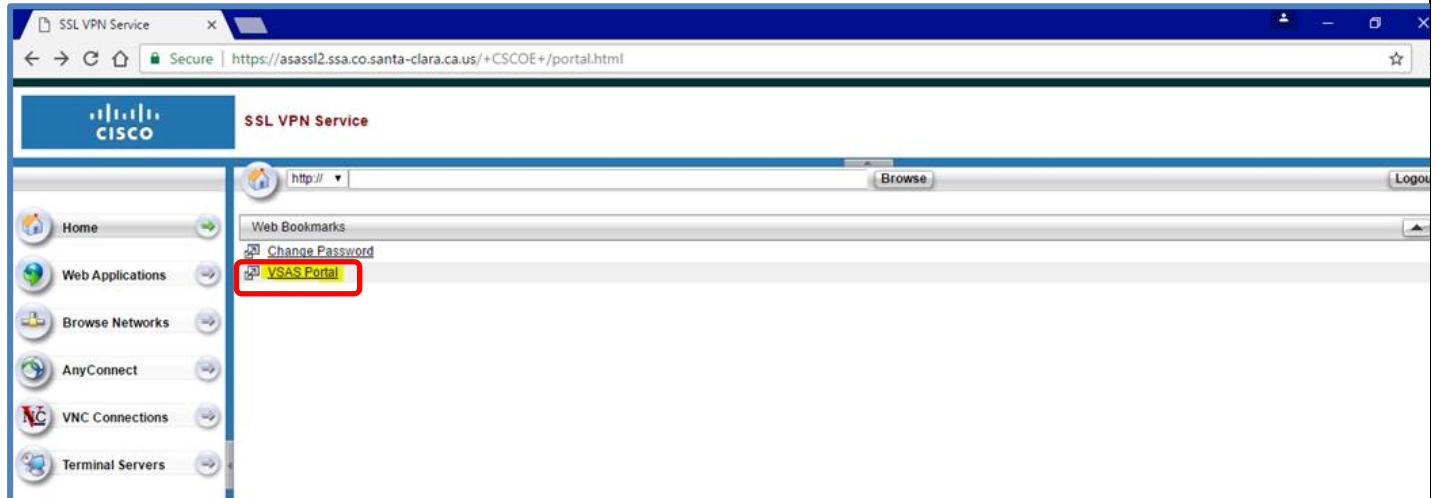 SSL VPN Service
Secure https://asassl2.ssa.co.santa-clara.ca.us/+CSCOE+/portal.html
CISCO
SSL VPN Service
http://
Browse
Logou
Home
Web Bookmarks
Change Password
Web Applications
VSAS Portal
Browse Networks
AnyConnect
VNC Connections
Terminal Servers